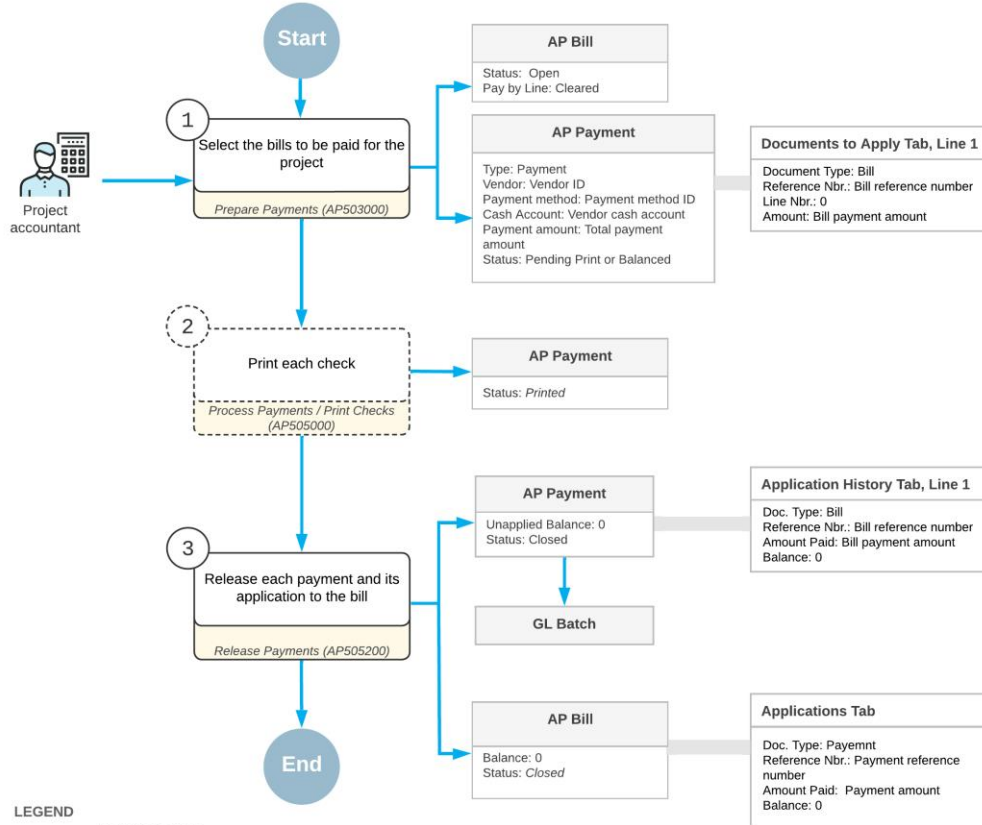 Start
AP Bill
Status: Open
Pay by Line: Cleared
1
Select the bills to be paid for the
project
Prepare Payments (AP503000)
Project
accountant
AP Payment
Type: Payment
Vendor: Vendor ID
Payment method: Payment method ID
Cash Account: Vendor cash account
Payment amount: Total payment
amount
Status: Pending Print or Balanced
Documents to Apply Tab, Line 1
Document Type: Bill
Reference Nbr.: Bill reference number
Line Nbr.: 0
Amount: Bill payment amount
2
Print each check
Process Payments / Print Checks
(AP505000)
AP Payment
Status: Printed
3
Release each payment and its
application to the bill
Release Payments (AP505200)
AP Payment
Unapplied Balance: 0
Status: Closed
Application History Tab, Line 1
Doc. Type: Bill
Reference Nbr.: Bill reference number
Amount Paid: Bill payment amount
Balance: 0
GL Batch
AP Bill
Balance: 0
Status: Closed
Applications Tab
Doc. Type: Payemnt
Reference Nbr.: Payment reference
number
Amount Paid: Payment amount
Balance: 0
End
LEGEND